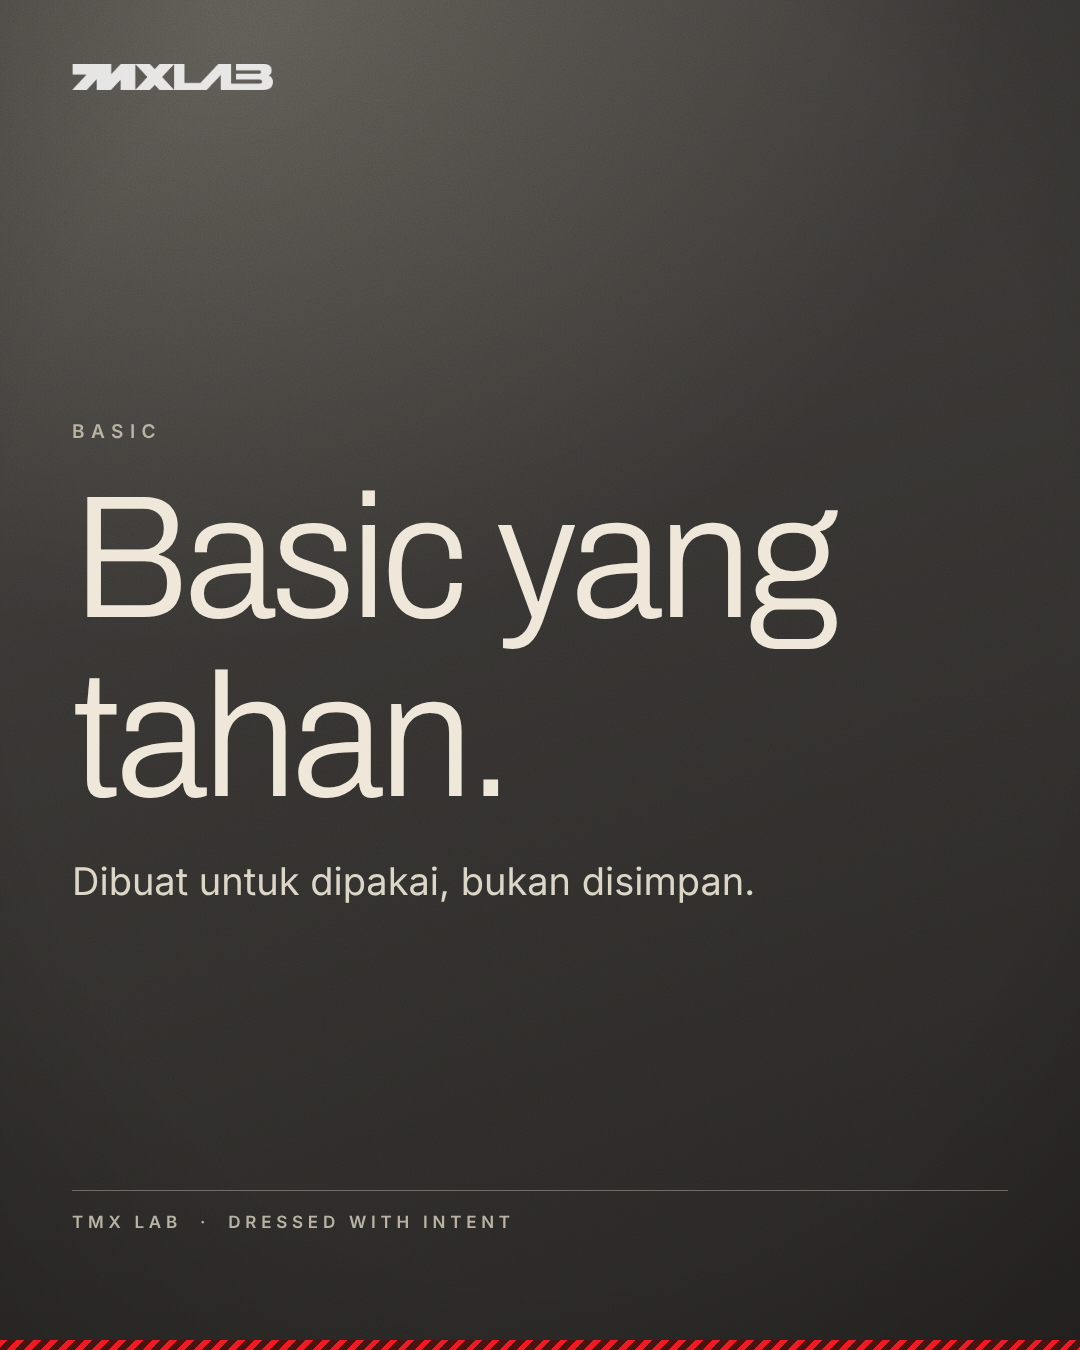 TMXLAB
BASIC
Basic yang
tahan.
Dibuat untuk dipakai, bukan disimpan.
TMX LAB · DRESSED WITH INTENT